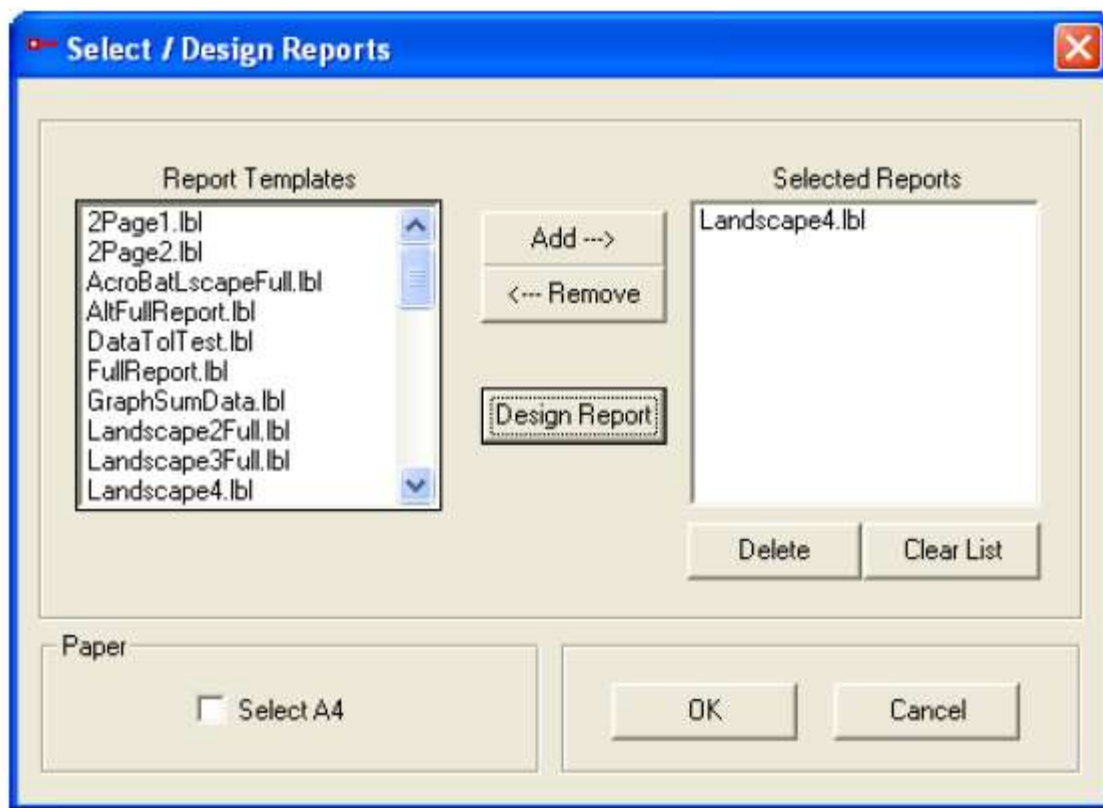 Select / Design Reports
Report Templates
2Page1.lbl
2Page2.lbl
AcroBatLscapeFull.lbl
AltFullReport.lbl
DataTolTest.lbl
FullReport.lbl
GraphSumData.lbl
Landscape2Full.lbl
Landscape3Full.lbl
Landscape4.lbl
Add --->
<--- Remove
Design Report
Selected Reports
Landscape4.lbl
Delete
Clear List
Paper
Select A4
OK
Cancel